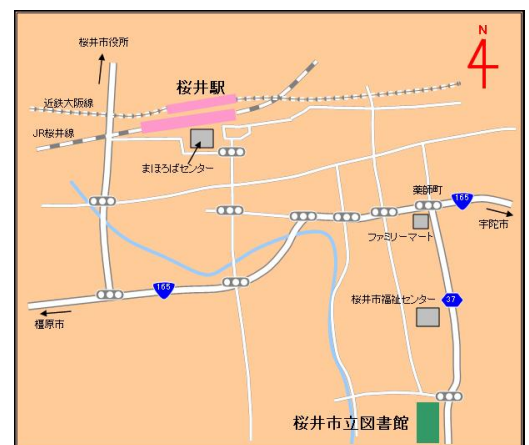 桜井市役所
N
桜井駅
近鉄大阪線
JR桜井線
まほろばセンター
薬師町
165
宇陀市
ファミリーマート
165
桜井市福祉センター
37
橿原市
桜井市立図書館